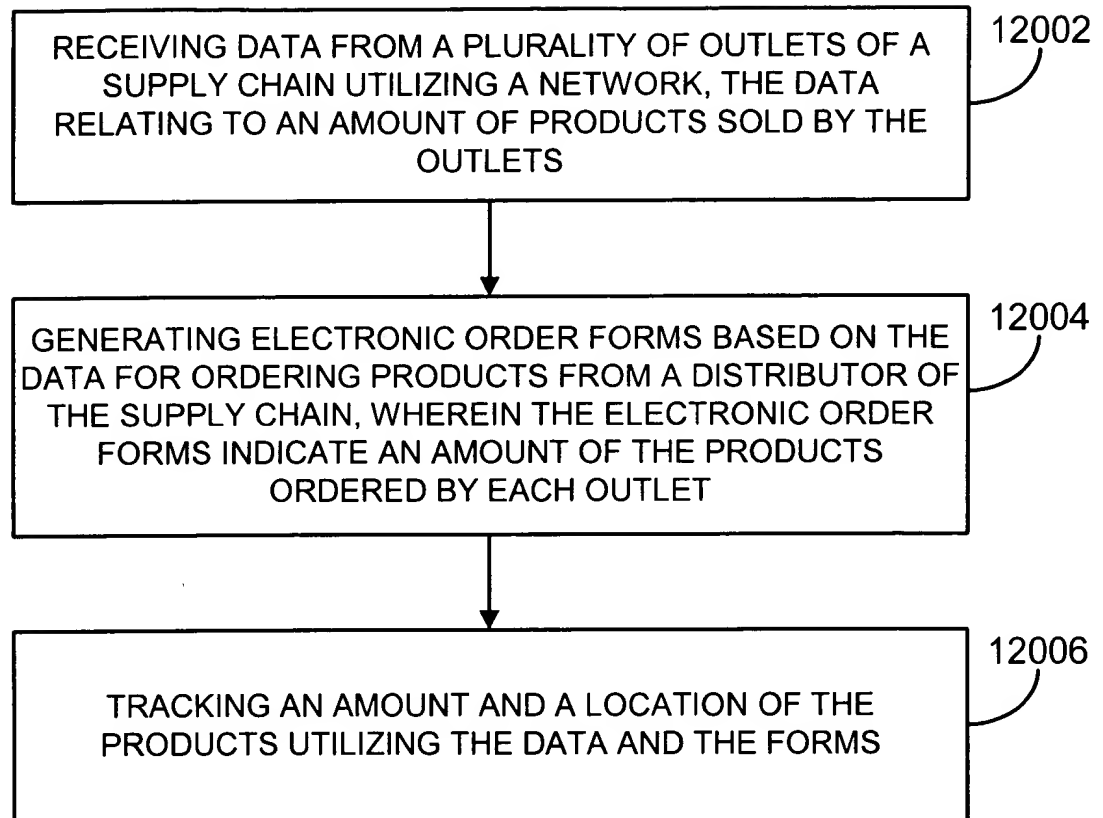 RECEIVING DATA FROM A PLURALITY OF OUTLETS OF A
SUPPLY CHAIN UTILIZING A NETWORK, THE DATA
RELATING TO AN AMOUNT OF PRODUCTS SOLD BY THE
OUTLETS
12002
GENERATING ELECTRONIC ORDER FORMS BASED ON THE
DATA FOR ORDERING PRODUCTS FROM A DISTRIBUTOR OF
THE SUPPLY CHAIN, WHEREIN THE ELECTRONIC ORDER
FORMS INDICATE AN AMOUNT OF THE PRODUCTS
ORDERED BY EACH OUTLET
12004
TRACKING AN AMOUNT AND A LOCATION OF THE
PRODUCTS UTILIZING THE DATA AND THE FORMS
12006